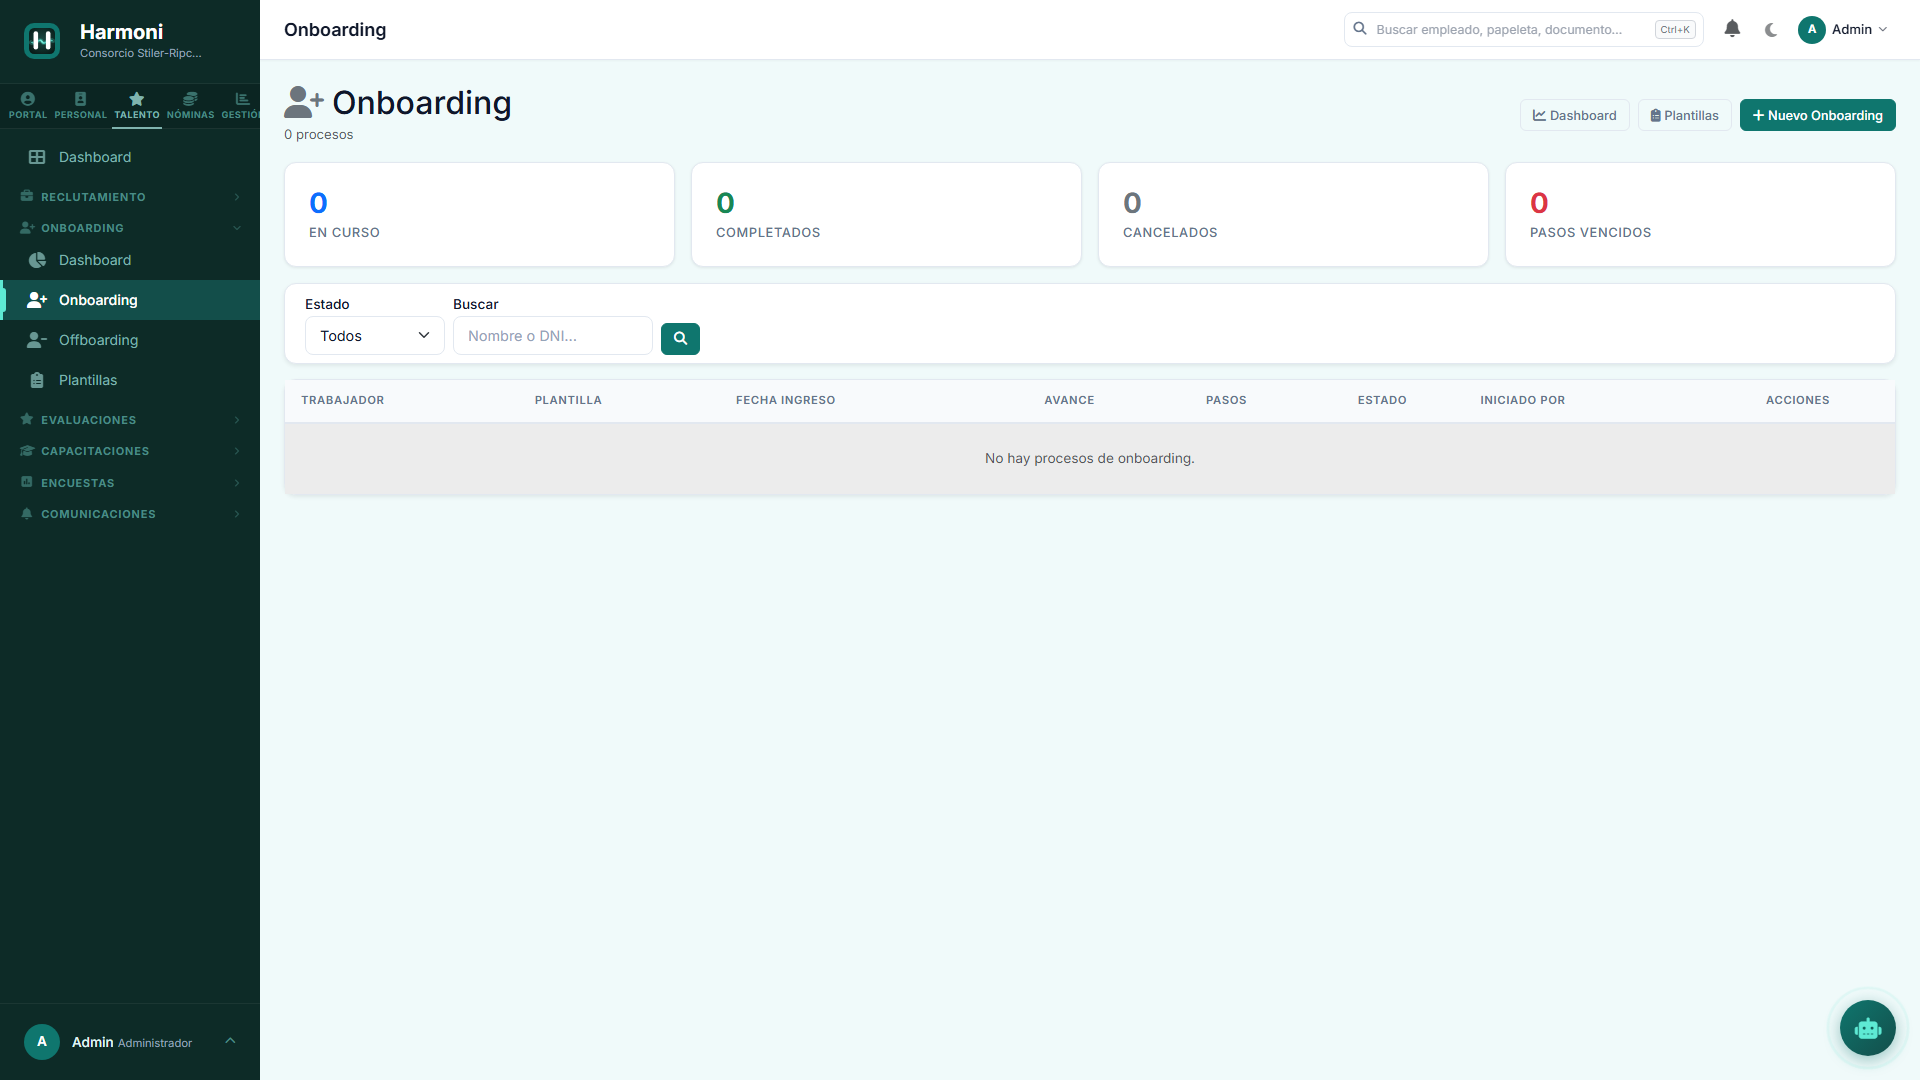 Harmoni
Consorcio Stiler-Ripc...
PORTAL PERSONAL TALENTO NÓMINAS GESTIÓ
Dashboard
RECLUTAMIENTO
ONBOARDING
Dashboard
Onboarding
Offboarding
Plantillas
EVALUACIONES
CAPACITACIONES
ENCUESTAS
COMUNICACIONES
A Admin Administrador
Onboarding
Buscar empleado, papeleta, documento... Ctrl+K
A Admin
Onboarding
0 procesos
Dashboard Plantillas Nuevo Onboarding
0 EN CURSO
0 COMPLETADOS
0 CANCELADOS
0 PASOS VENCIDOS
Estado Buscar
Todos Nombre o DNI...
TRABAJADOR PLANTILLA FECHA INGRESO AVANCE PASOS ESTADO INICIADO POR ACCIONES
No hay procesos de onboarding.